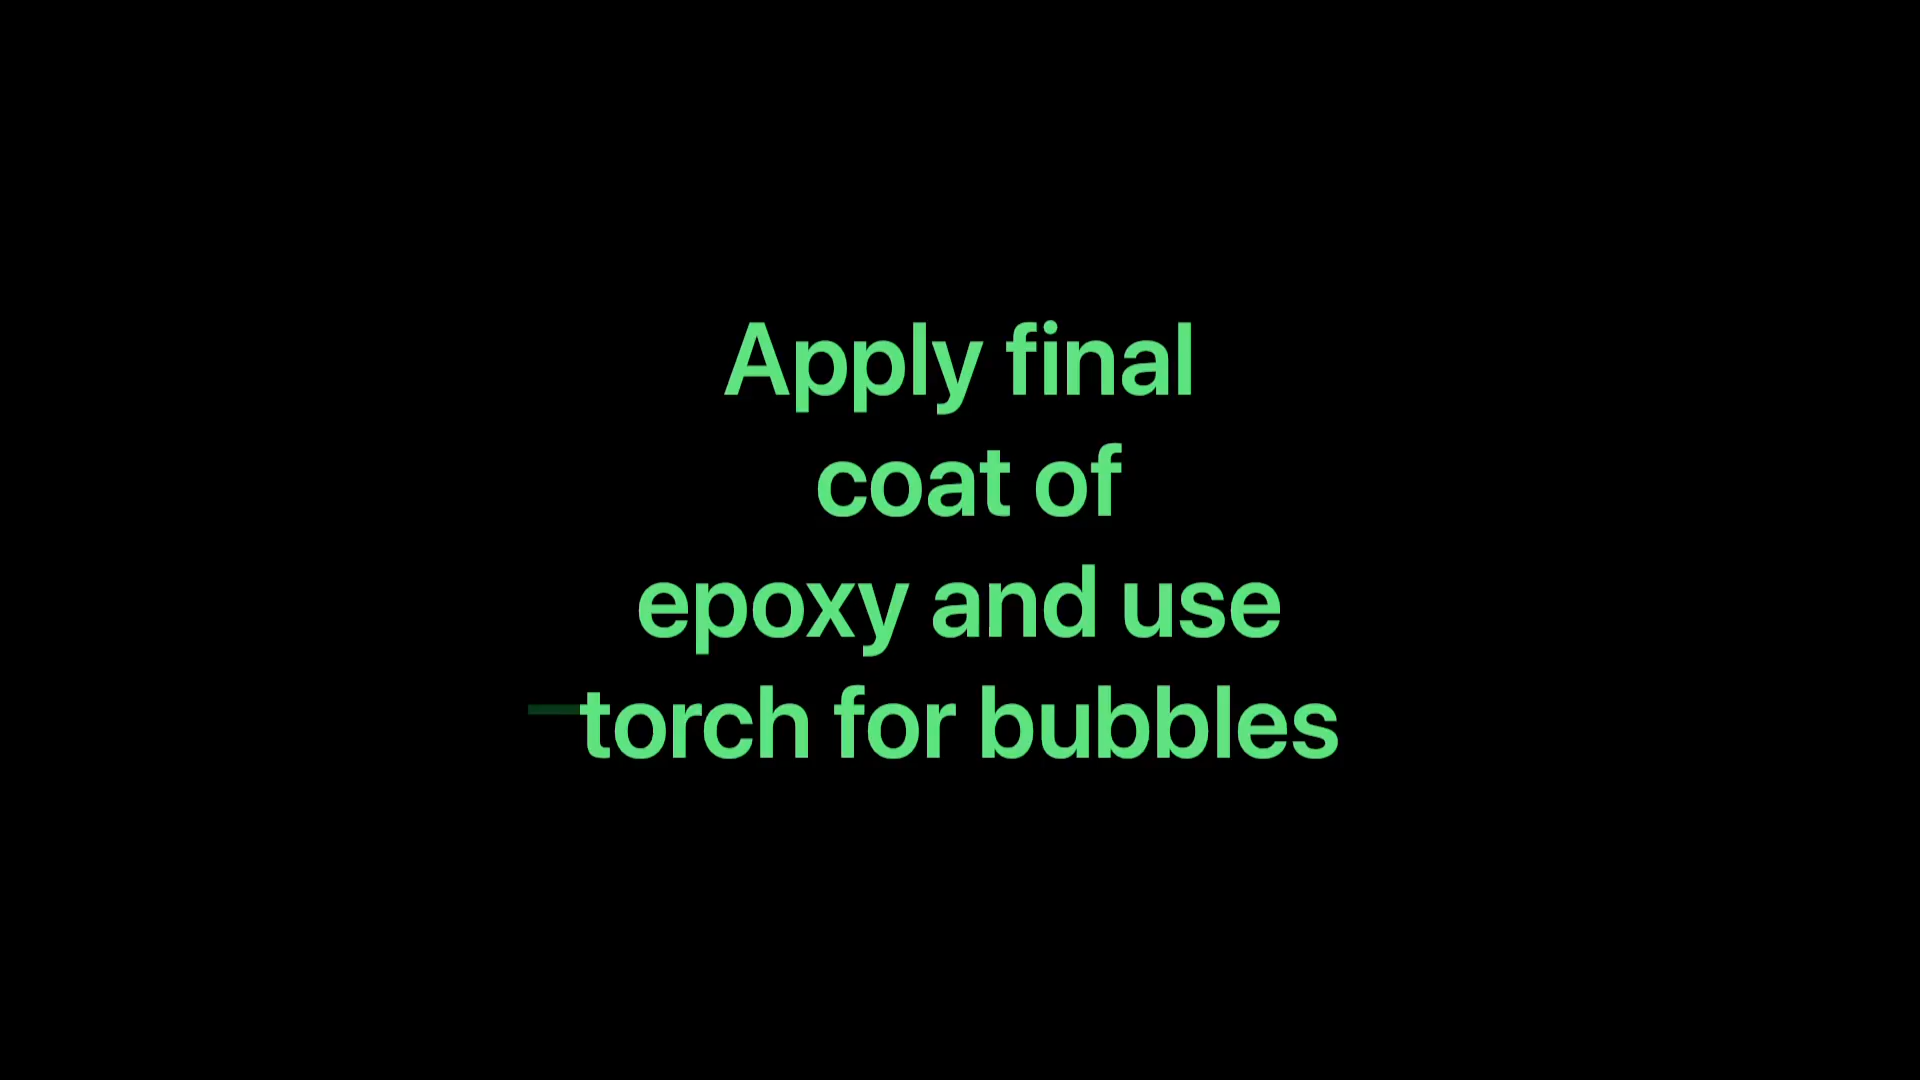 Apply final
coat of
epoxy and use
torch for bubbles